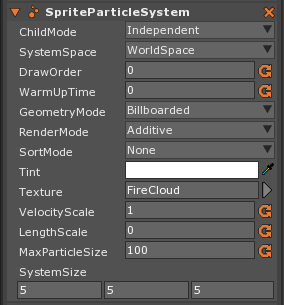 SpriteParticleSystem
ChildMode Independent
SystemSpace WorldSpace
DrawOrder 0
WarmUpTime 0
GeometryMode Billboarded
RenderMode Additive
SortMode None
Tint
Texture FireCloud
VelocityScale 1
LengthScale 0
MaxParticleSize 100
SystemSize
5 5 5